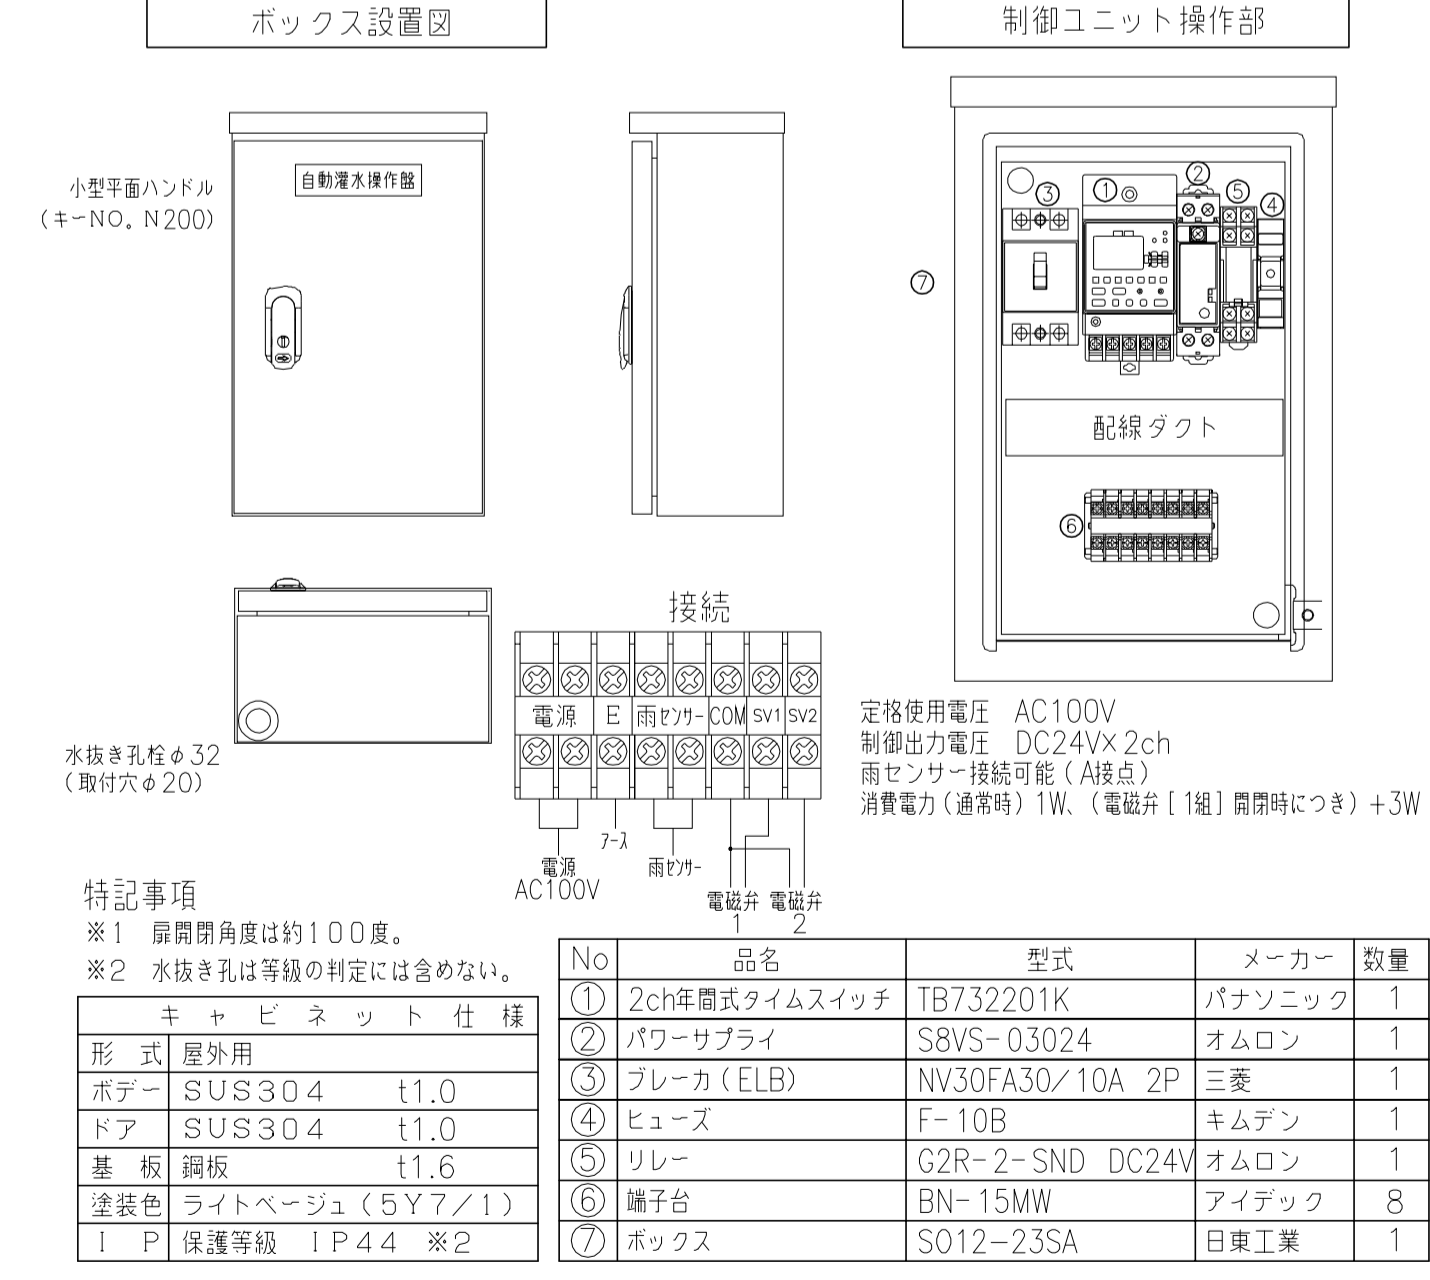 ボックス設置図
制御ユニット操作部
小型平面ハンドル
(キーNO。N200)
自動灌水操作盤
水抜き孔栓φ32
(取付穴φ20)
① ② ③ ④ ⑤ ⑥ ⑦
配線ダクト
接続
電源 E 雨センサー COM SV1 SV2
アース
電源
AC100V
雨センサー
電磁弁 電磁弁
1 2
定格使用電圧 AC100V
制御出力電圧 DC24V×2ch
雨センサー接続可能(A接点)
消費電力(通常時)1W、(電磁弁[1組]開閉時につき)+3W
特記事項
※1 扉開閉角度は約100度。
※2 水抜き孔は等級の判定には含めない。
キャビネット仕様
形 式 屋外用
ボデー SUS304 t1.0
ドア SUS304 t1.0
基 板 鋼板 t1.6
塗装色 ライトベージュ(5Y7/1)
I P 保護等級 IP44 ※2
No 品名 型式 メーカー 数量
① 2ch年間式タイムスイッチ TB732201K パナソニック 1
② パワーサプライ S8VS-03024 オムロン 1
③ ブレーカ(ELB) NV30FA30/10A 2P 三菱 1
④ ヒューズ F-10B キムデン 1
⑤ リレー G2R-2-SND DC24V オムロン 1
⑥ 端子台 BN-15MW アイデック 8
⑦ ボックス SO12-23SA 日東工業 1